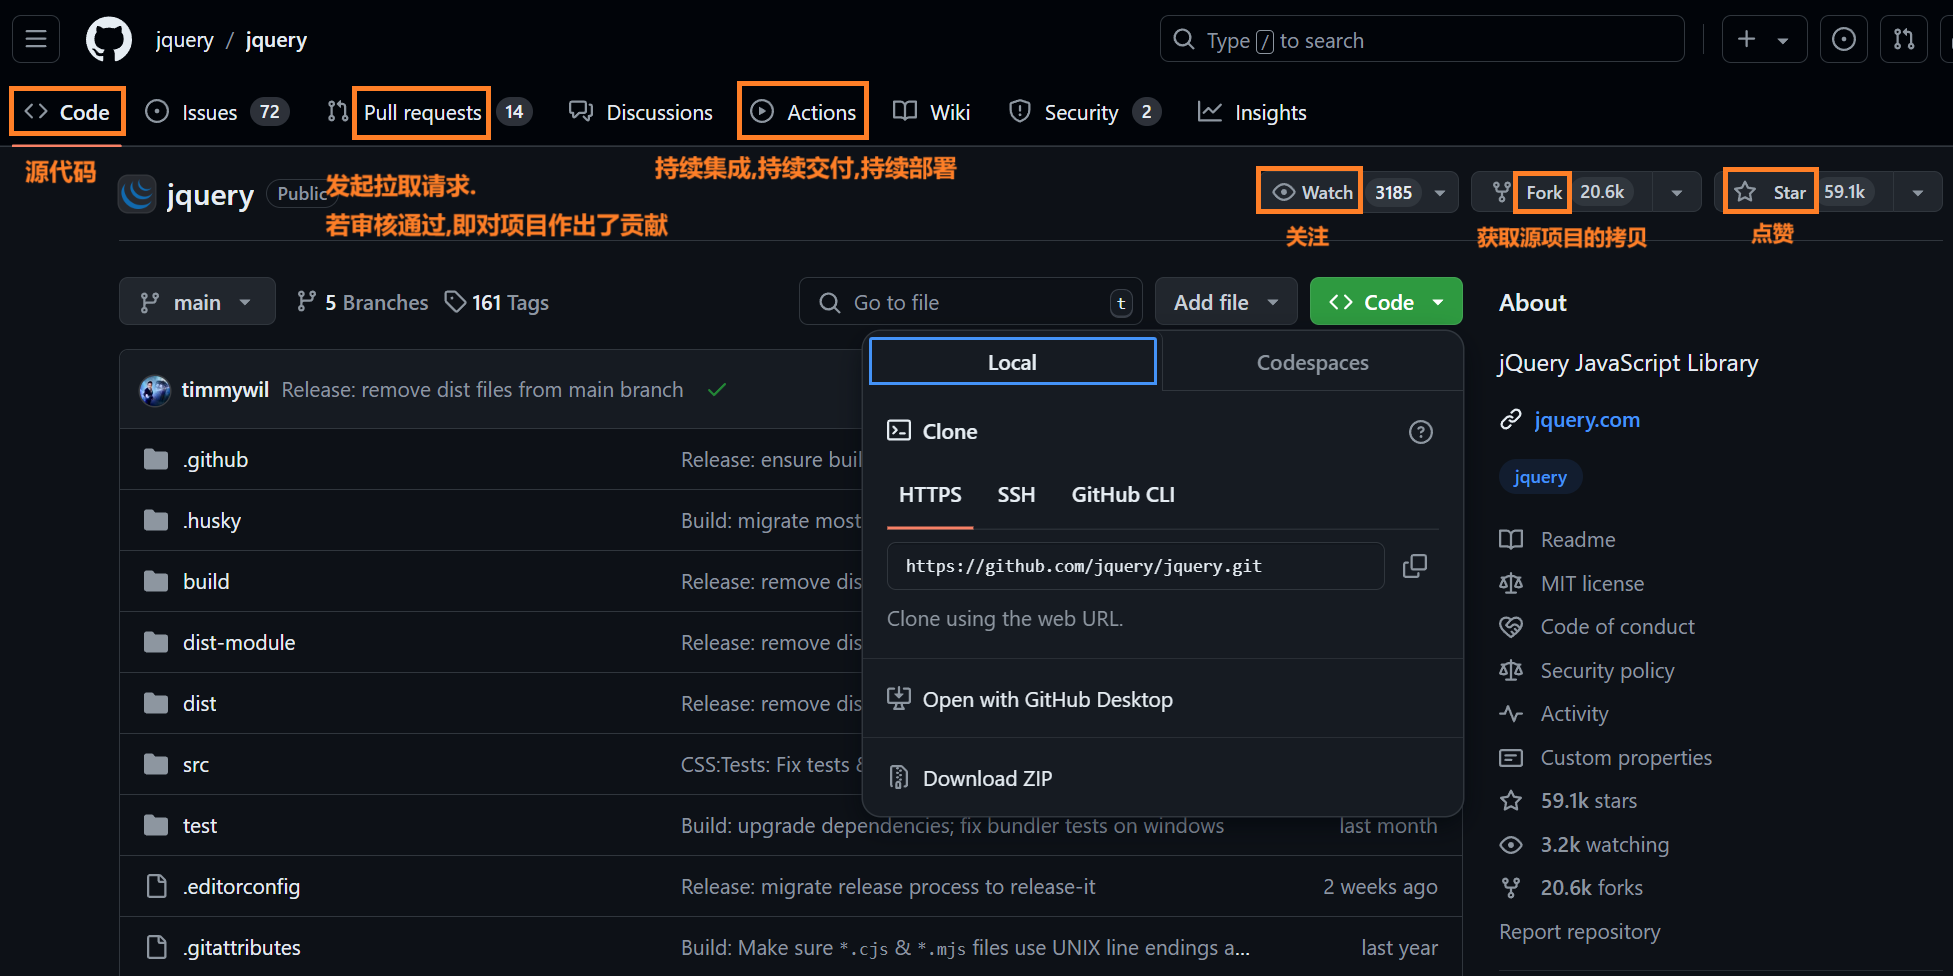 jquery / jquery
Type / to search
Code
Issues 72
Pull requests 14
Discussions
Actions
Wiki
Security 2
Insights
源代码
发起拉取请求.
若审核通过,即对项目作出了贡献
持续集成,持续交付,持续部署
jquery Public
Watch 3185
Fork 20.6k
Star 59.1k
关注
获取源项目的拷贝
点赞
main
5 Branches
161 Tags
Go to file t
Add file
Code
About
Local
Codespaces
jQuery JavaScript Library
timmywil Release: remove dist files from main branch
jquery.com
Clone
.github Release: ensure buil
jquery
HTTPS SSH GitHub CLI
.husky Build: migrate most
Readme
https://github.com/jquery/jquery.git
build Release: remove dis
MIT license
Clone using the web URL.
Code of conduct
dist-module Release: remove dis
Security policy
Open with GitHub Desktop
dist Release: remove dis
Activity
src CSS:Tests: Fix tests &
Custom properties
Download ZIP
59.1k stars
test Build: upgrade dependencies; fix bundler tests on windows last month
3.2k watching
.editorconfig Release: migrate release process to release-it 2 weeks ago
20.6k forks
Report repository
.gitattributes Build: Make sure *.cjs & *.mjs files use UNIX line endings a... last year